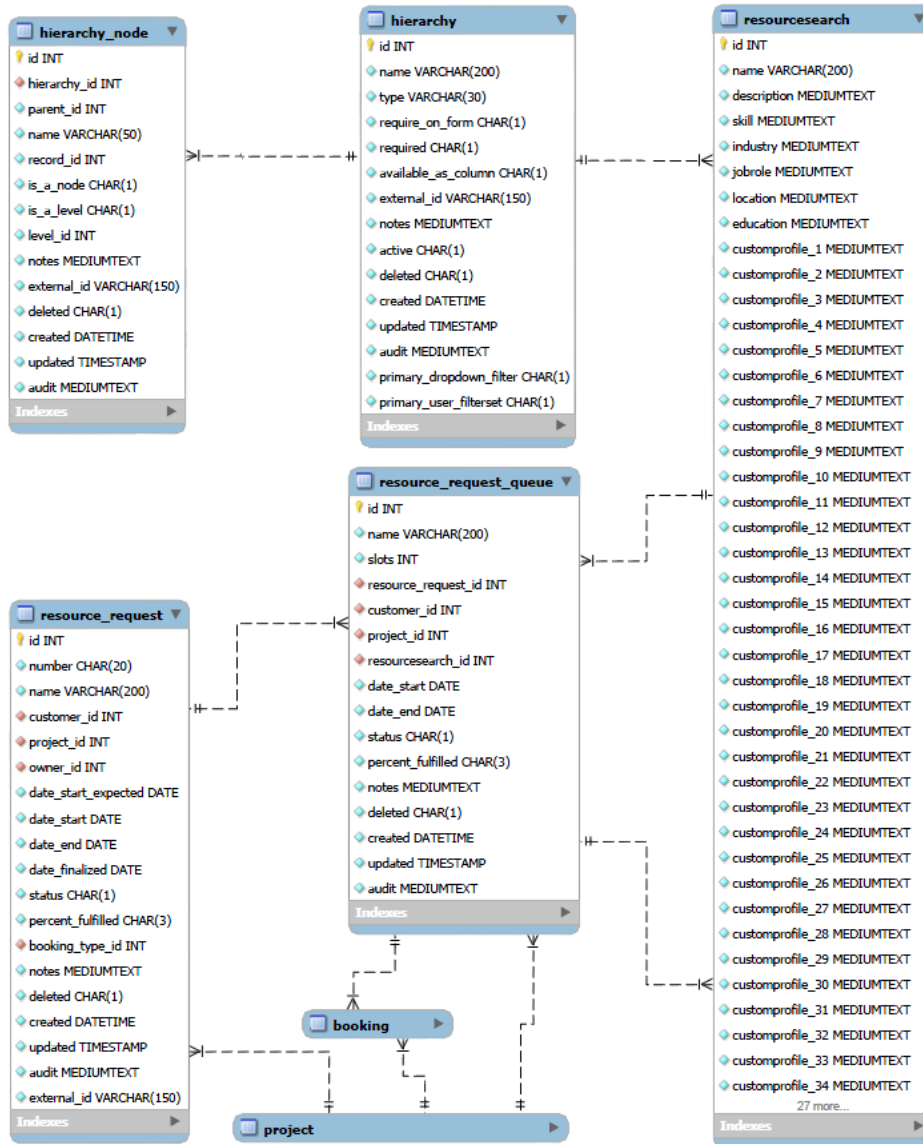 hierarchy_node
id INT
hierarchy_id INT
parent_id INT
name VARCHAR(50)
record_id INT
is_a_node CHAR(1)
is_a_level CHAR(1)
level_id INT
notes MEDIUMTEXT
external_id VARCHAR(150)
deleted CHAR(1)
created DATETIME
updated TIMESTAMP
audit MEDIUMTEXT
Indexes
hierarchy
id INT
name VARCHAR(200)
type VARCHAR(30)
require_on_form CHAR(1)
required CHAR(1)
available_as_column CHAR(1)
external_id VARCHAR(150)
notes MEDIUMTEXT
active CHAR(1)
deleted CHAR(1)
created DATETIME
updated TIMESTAMP
audit MEDIUMTEXT
primary_dropdown_filter CHAR(1)
primary_user_filterset CHAR(1)
Indexes
resourcesearch
id INT
name VARCHAR(200)
description MEDIUMTEXT
skill MEDIUMTEXT
industry MEDIUMTEXT
jobrole MEDIUMTEXT
location MEDIUMTEXT
education MEDIUMTEXT
customprofile_1 MEDIUMTEXT
customprofile_2 MEDIUMTEXT
customprofile_3 MEDIUMTEXT
customprofile_4 MEDIUMTEXT
customprofile_5 MEDIUMTEXT
customprofile_6 MEDIUMTEXT
customprofile_7 MEDIUMTEXT
customprofile_8 MEDIUMTEXT
customprofile_9 MEDIUMTEXT
customprofile_10 MEDIUMTEXT
customprofile_11 MEDIUMTEXT
customprofile_12 MEDIUMTEXT
customprofile_13 MEDIUMTEXT
customprofile_14 MEDIUMTEXT
customprofile_15 MEDIUMTEXT
customprofile_16 MEDIUMTEXT
customprofile_17 MEDIUMTEXT
customprofile_18 MEDIUMTEXT
customprofile_19 MEDIUMTEXT
customprofile_20 MEDIUMTEXT
customprofile_21 MEDIUMTEXT
customprofile_22 MEDIUMTEXT
customprofile_23 MEDIUMTEXT
customprofile_24 MEDIUMTEXT
customprofile_25 MEDIUMTEXT
customprofile_26 MEDIUMTEXT
customprofile_27 MEDIUMTEXT
customprofile_28 MEDIUMTEXT
customprofile_29 MEDIUMTEXT
customprofile_30 MEDIUMTEXT
customprofile_31 MEDIUMTEXT
customprofile_32 MEDIUMTEXT
customprofile_33 MEDIUMTEXT
customprofile_34 MEDIUMTEXT
27 more...
Indexes
resource_request_queue
id INT
name VARCHAR(200)
slots INT
resource_request_id INT
customer_id INT
project_id INT
resourcesearch_id INT
date_start DATE
date_end DATE
status CHAR(1)
percent_fulfilled CHAR(3)
notes MEDIUMTEXT
deleted CHAR(1)
created DATETIME
updated TIMESTAMP
audit MEDIUMTEXT
Indexes
resource_request
id INT
number CHAR(20)
name VARCHAR(200)
customer_id INT
project_id INT
owner_id INT
date_start_expected DATE
date_start DATE
date_end DATE
date_finalized DATE
status CHAR(1)
percent_fulfilled CHAR(3)
booking_type_id INT
notes MEDIUMTEXT
deleted CHAR(1)
created DATETIME
updated TIMESTAMP
audit MEDIUMTEXT
external_id VARCHAR(150)
Indexes
booking
project